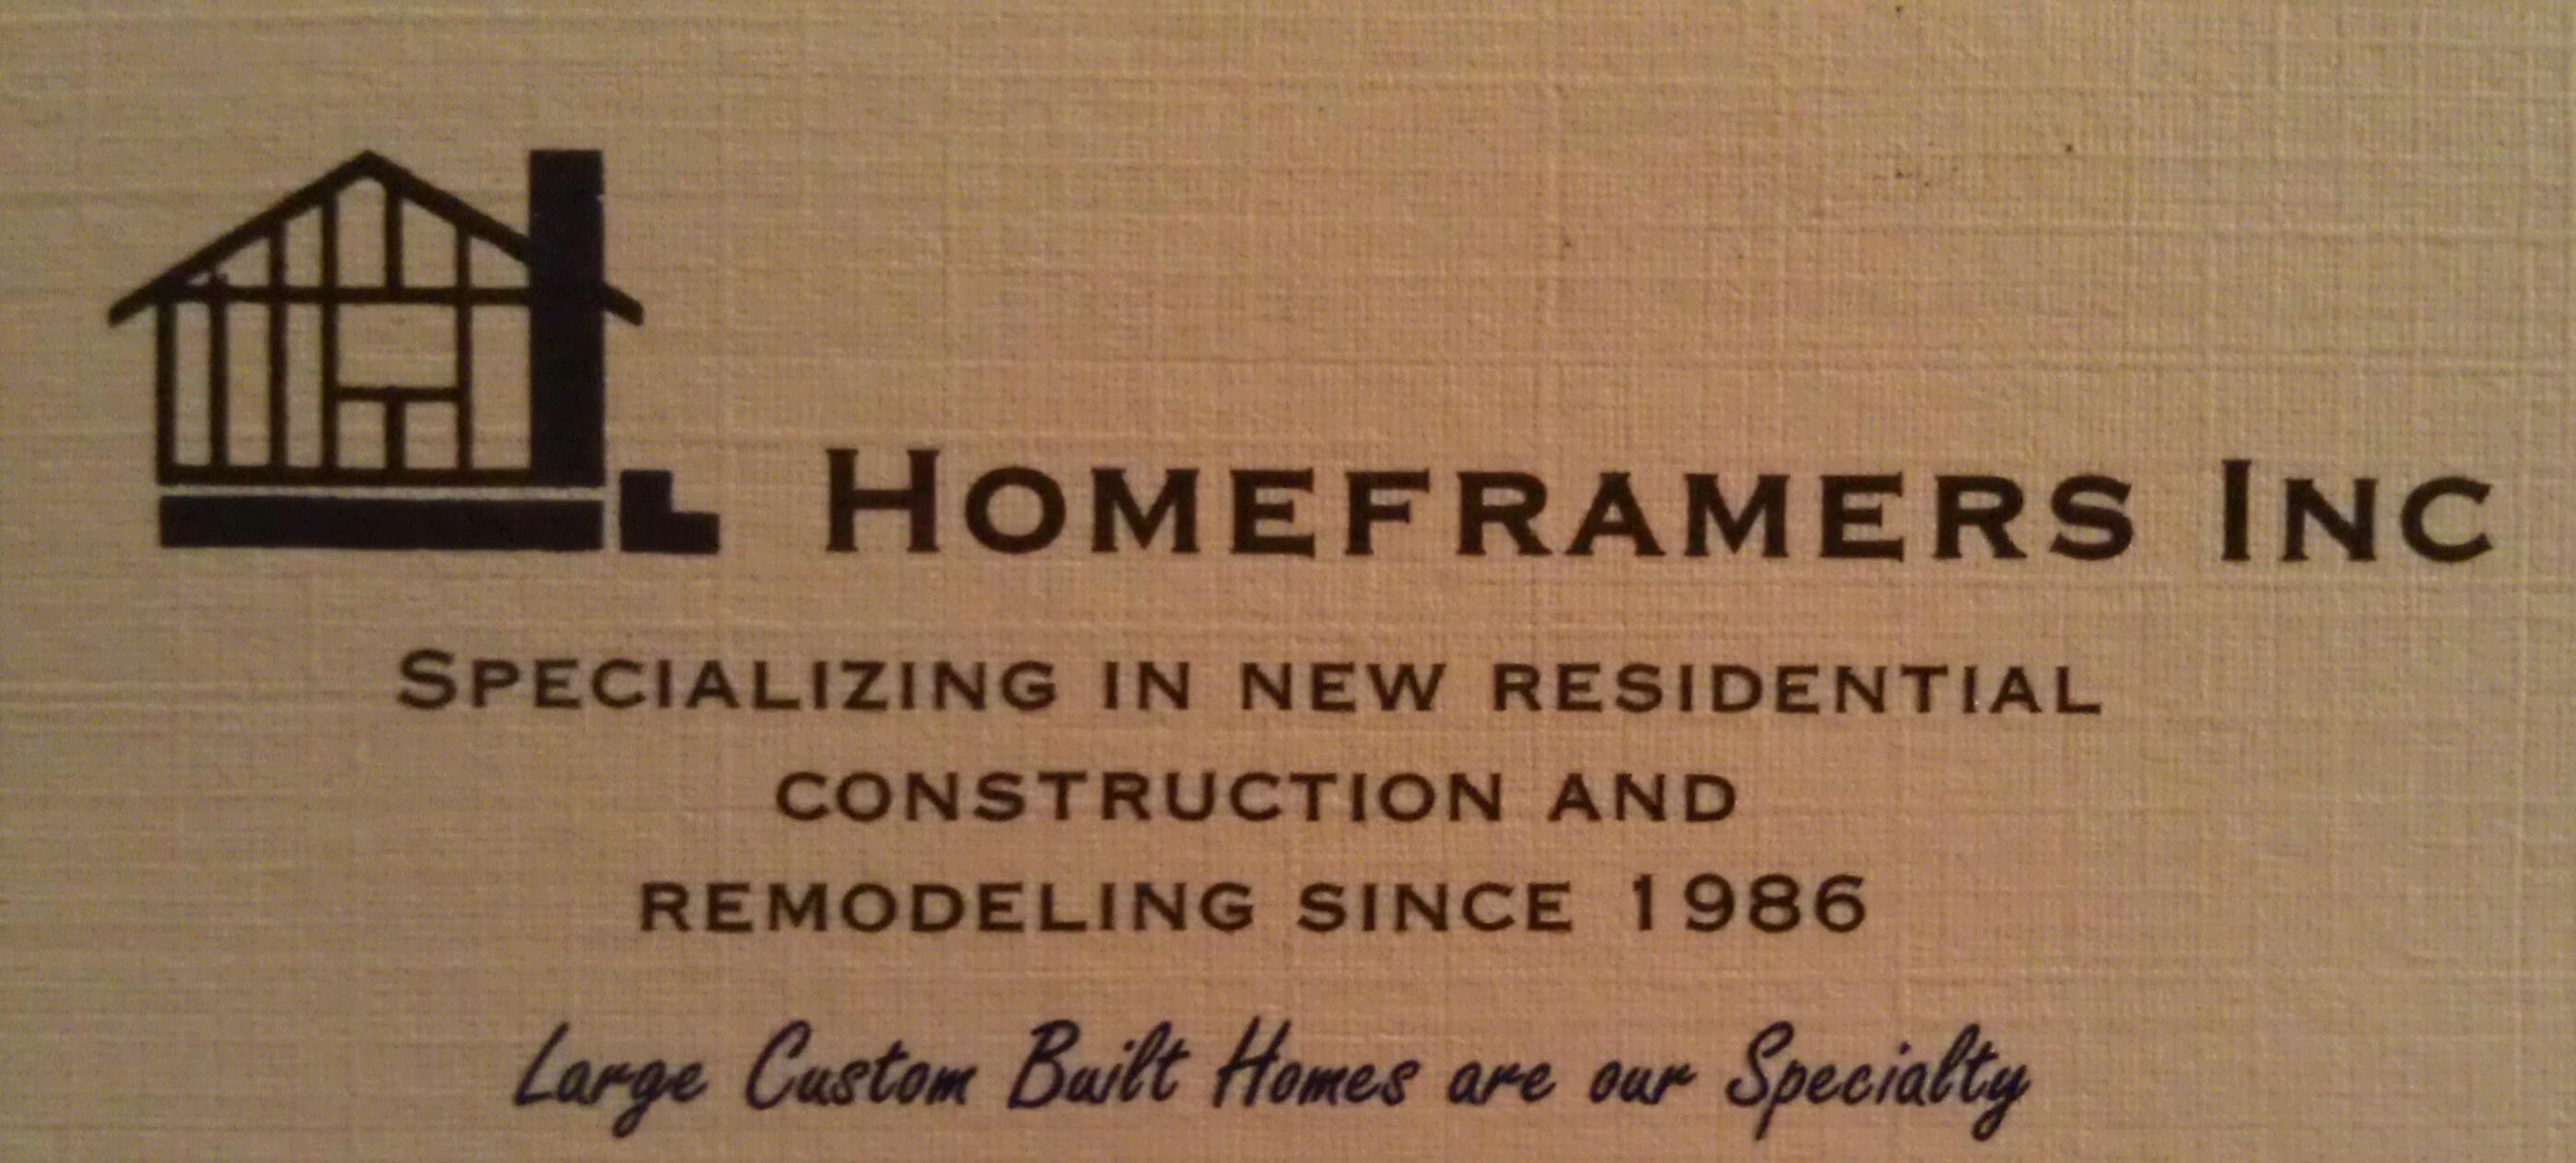 HOMEFRAMERS INC
SPECIALIZING IN NEW RESIDENTIAL
CONSTRUCTION AND
REMODELING SINCE 1986
Large Custom Built Homes are our Specialty